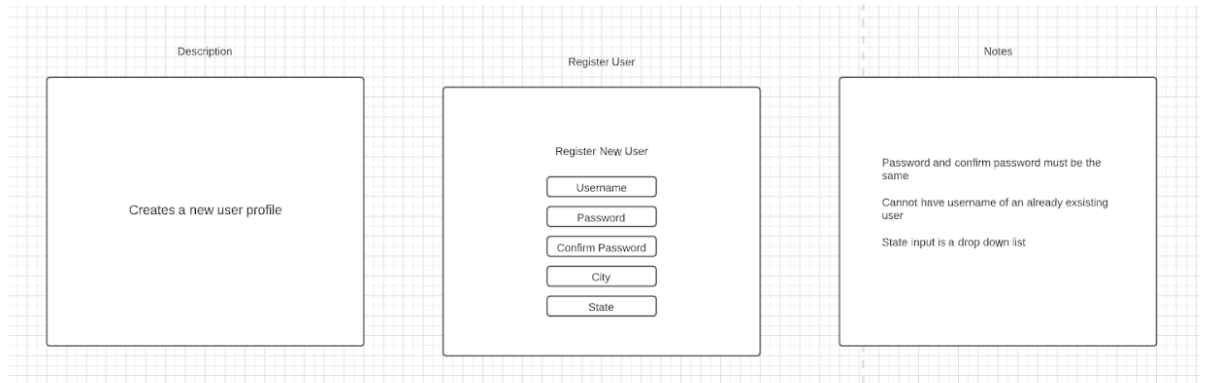 Description
Creates a new user profile
Register User
Register New User
Username
Password
Confirm Password
City
State
Notes
Password and confirm password must be the
same
Cannot have username of an already exsisting
user
State input is a drop down list